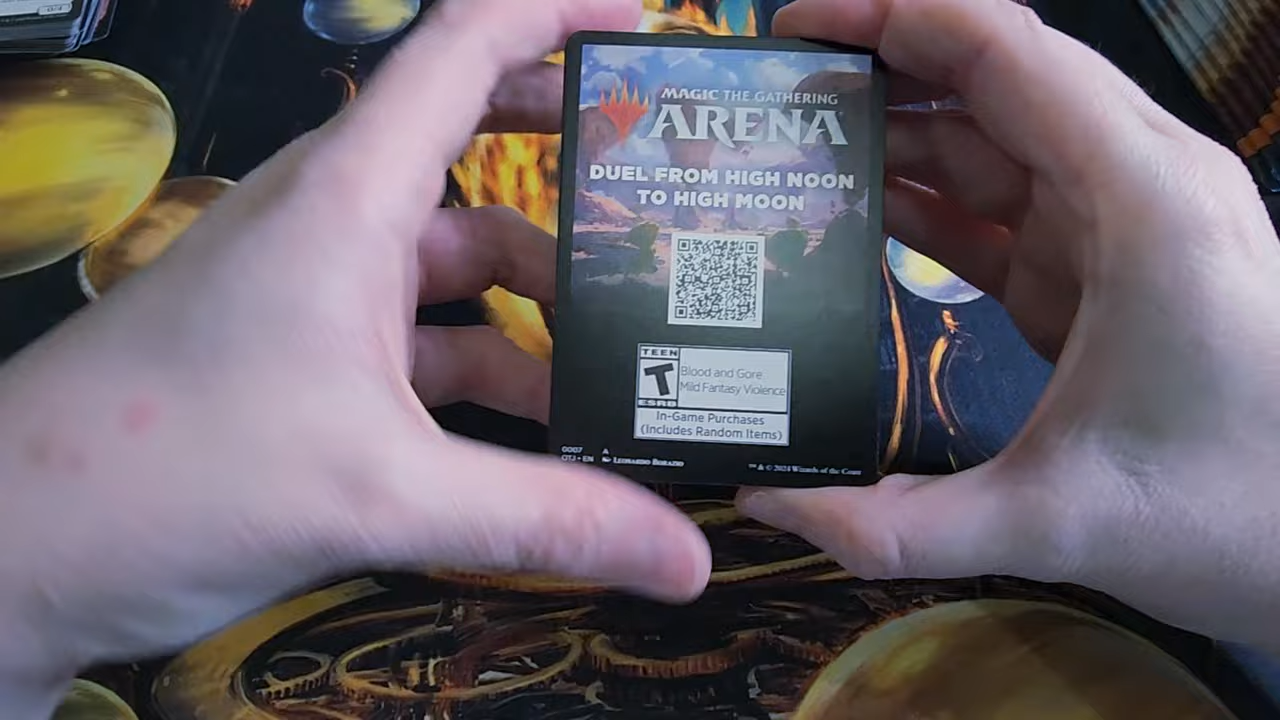 MAGIC THE GATHERING
ARENA
DUEL FROM HIGH NOON
TO HIGH MOON
TEEN
T
ESRB
Blood and Gore
Mild Fantasy Violence
In-Game Purchases
(Includes Random Items)
0007 A
OTJ • EN LEONARDO BORAZIO
™ & © 2024 Wizards of the Coast